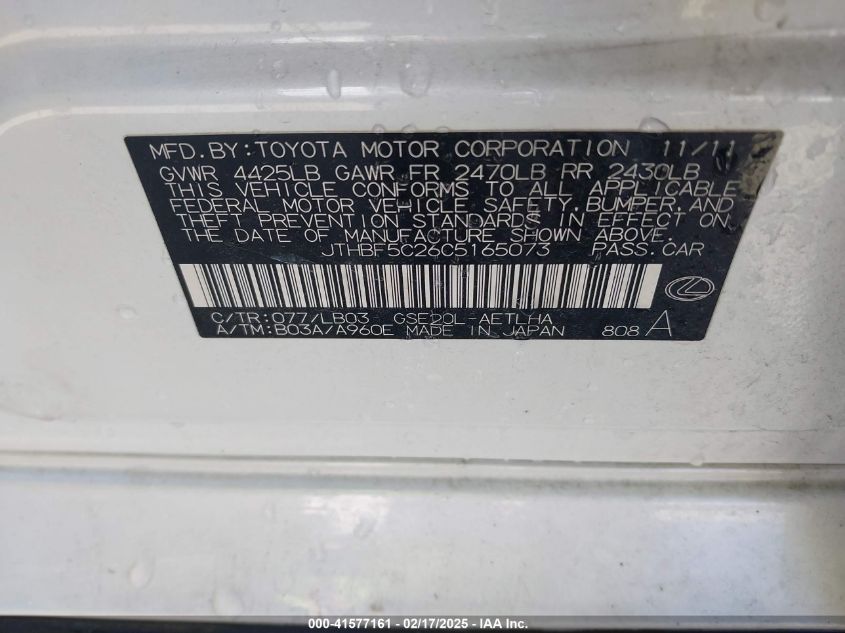 MFD.BY:TOYOTA MOTOR CORPORATION 11/11
GVWR 4425LB GAWR FR 2470LB RR 2430LB
THIS VEHICLE CONFORMS TO ALL APPLICABLE
FEDERAL MOTOR VEHICLE SAFETY,BUMPER,AND
THEFT PREVENTION STANDARDS IN EFFECT ON
THE DATE OF MANUFACTURE SHOWN ABOVE.
JTHBF5C26C5165073 PASS.CAR
C/TR:077/LB03 GSE20L-AETLHA
A/TM:B03A/A960E MADE IN JAPAN 808 A
000-41577161 - 02/17/2025 - IAA Inc.